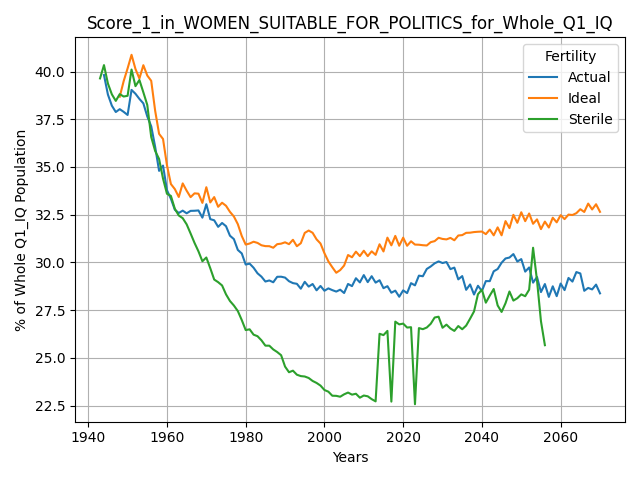 Score_1_in_WOMEN_SUITABLE_FOR_POLITICS_for_Whole_Q1_IQ
Fertility
Actual
Ideal
Sterile
% of Whole Q1_IQ Population
40.0
37.5
35.0
32.5
30.0
27.5
25.0
22.5
1940 1960 1980 2000 2020 2040 2060
Years